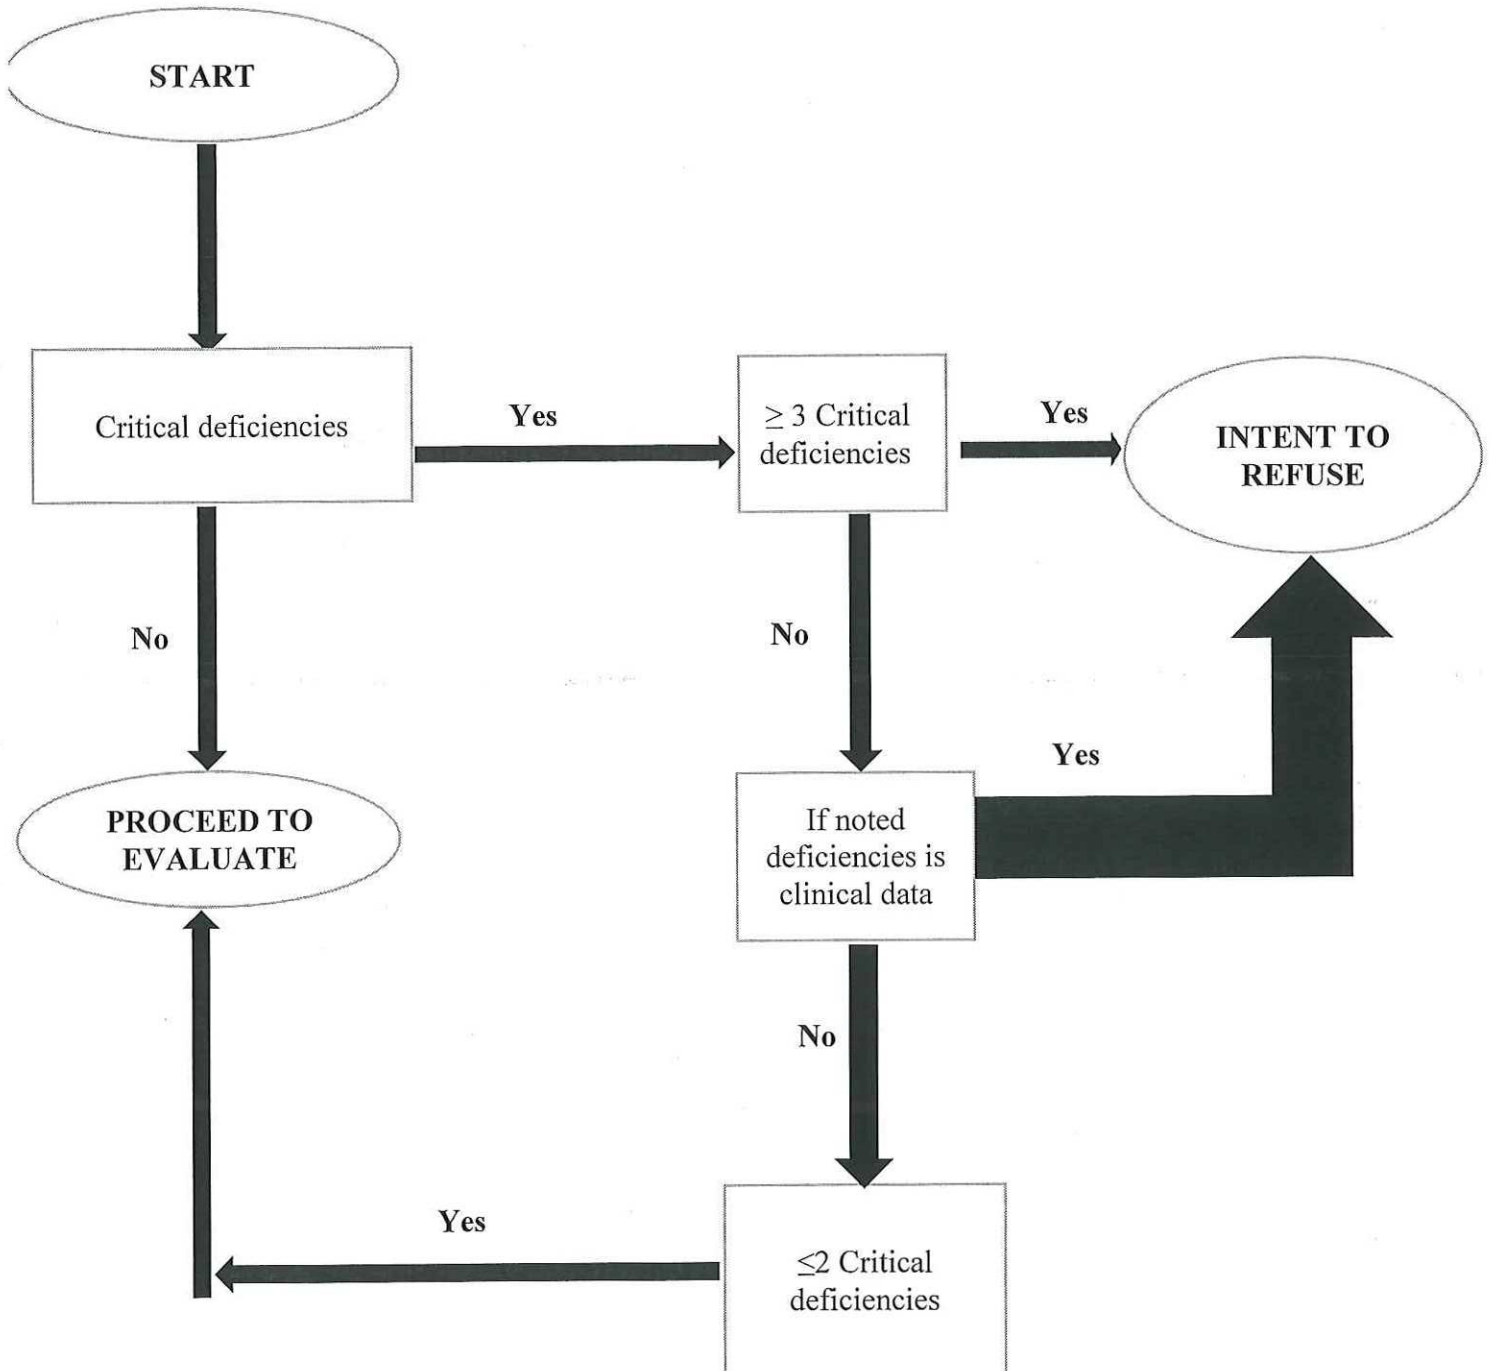 START
Critical deficiencies
Yes
≥ 3 Critical
deficiencies
Yes
INTENT TO
REFUSE
No
No
Yes
PROCEED TO
EVALUATE
If noted
deficiencies is
clinical data
No
Yes
≤2 Critical
deficiencies